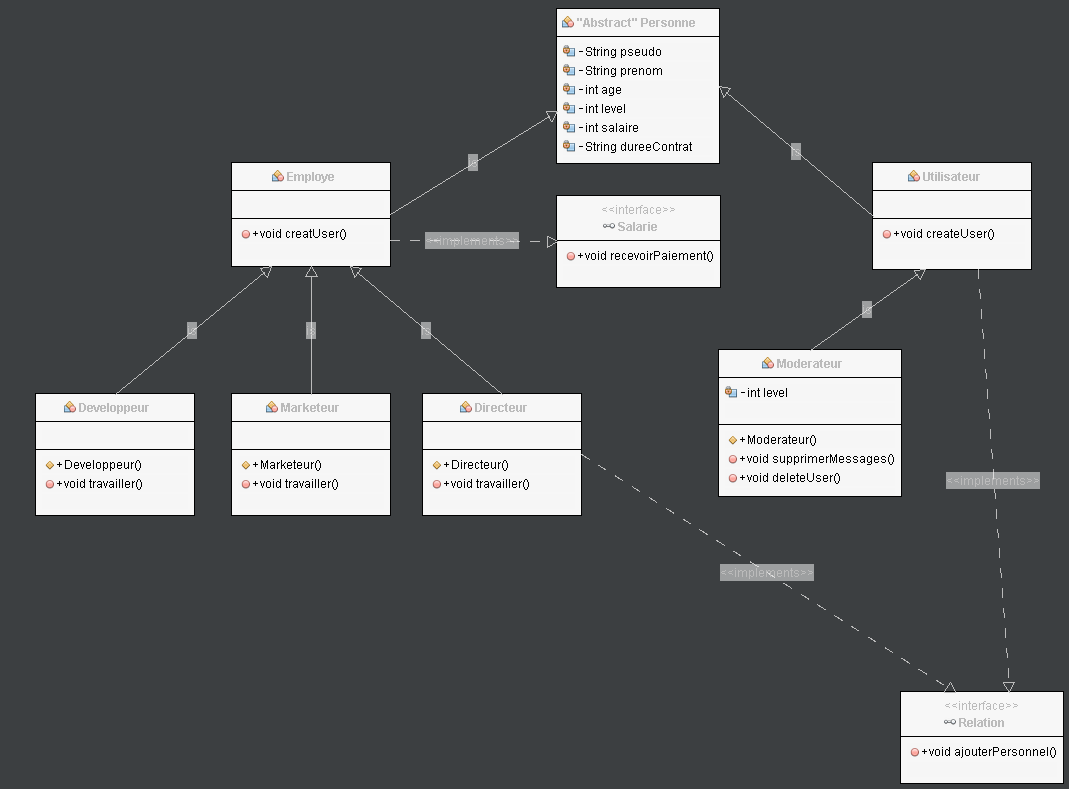 "Abstract" Personne
- String pseudo
- String prenom
- int age
- int level
- int salaire
- String dureeContrat
Employe
+void creatUser()
<<interface>>
Salarie
+void recevoirPaiement()
Utilisateur
+void createUser()
<<implements>>
Moderateur
- int level
+Moderateur()
+void supprimerMessages()
+void deleteUser()
Developpeur
+Developpeur()
+void travailler()
Marketeur
+Marketeur()
+void travailler()
Directeur
+Directeur()
+void travailler()
<<implements>>
<<implements>>
<<interface>>
Relation
+void ajouterPersonnel()